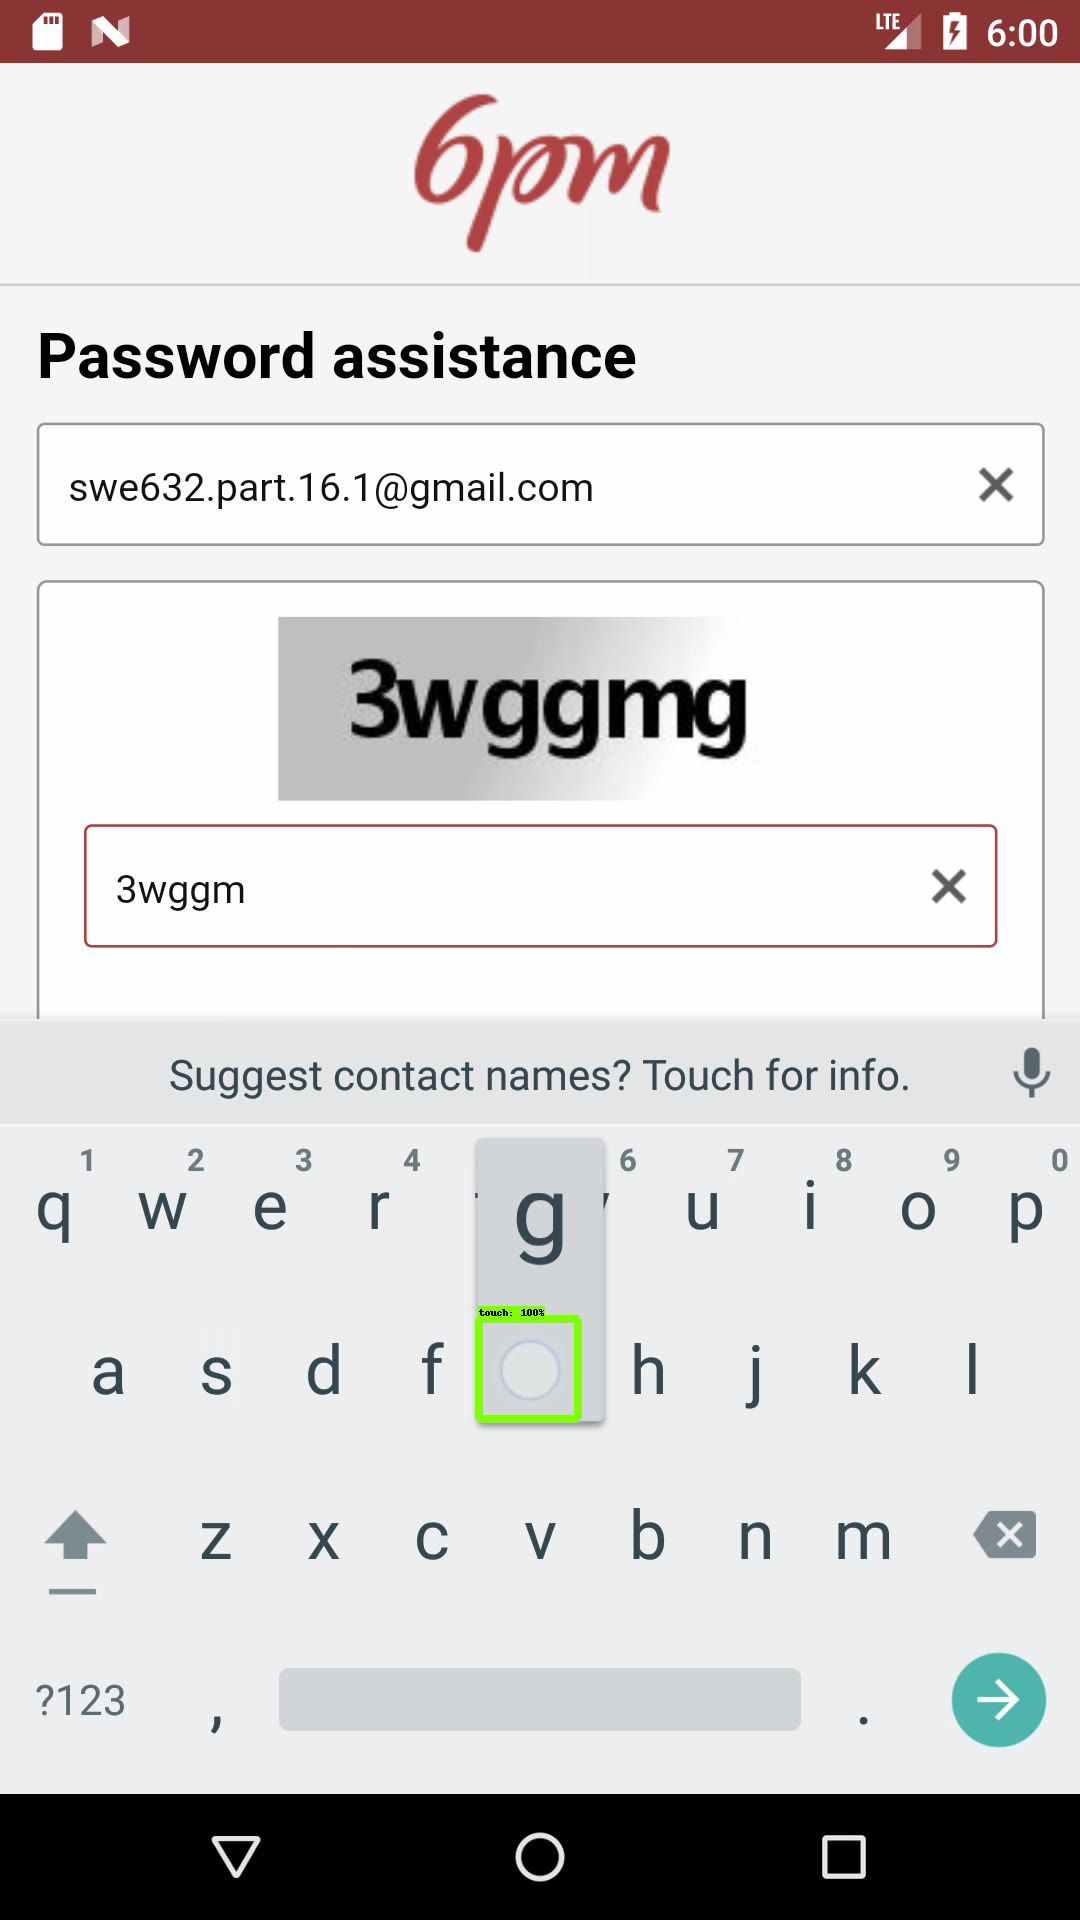 LTE 6:00
6pm
Password assistance
swe632.part.16.1@gmail.com
3wggmg
3wggm
Suggest contact names? Touch for info.
1 2 3 4 6 7 8 9 0
q w e r g u i o p
touch: 100%
a s d f h j k l
z x c v b n m
?123 , .